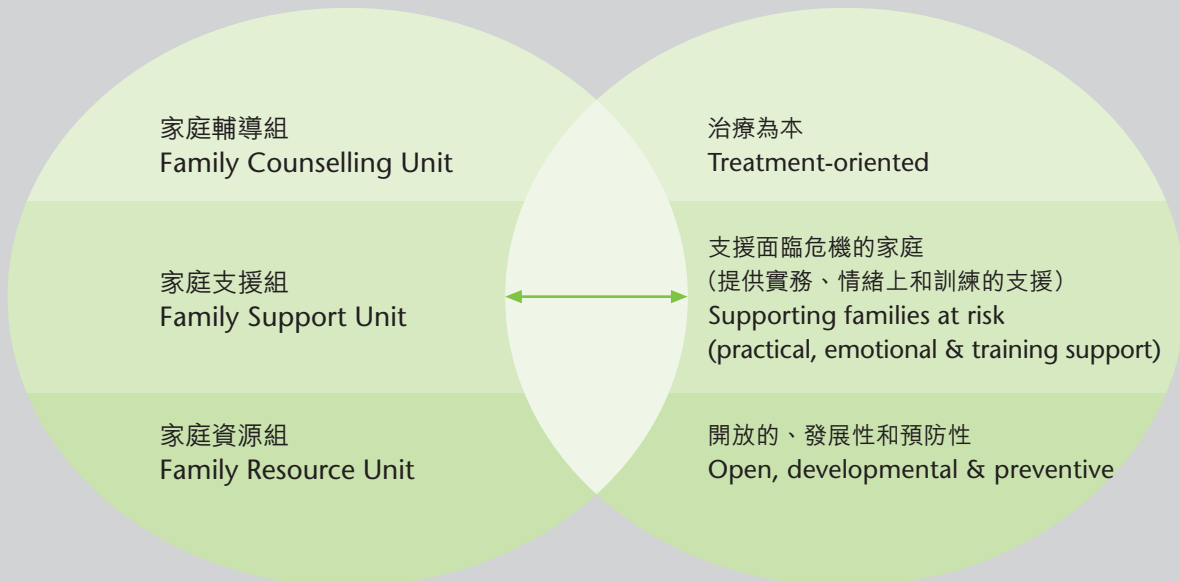 家庭輔導組
Family Counselling Unit
治療為本
Treatment-oriented
家庭支援組
Family Support Unit
支援面臨危機的家庭
（提供實務、情緒上和訓練的支援）
Supporting families at risk
(practical, emotional & training support)
家庭資源組
Family Resource Unit
開放的、發展性和預防性
Open, developmental & preventive